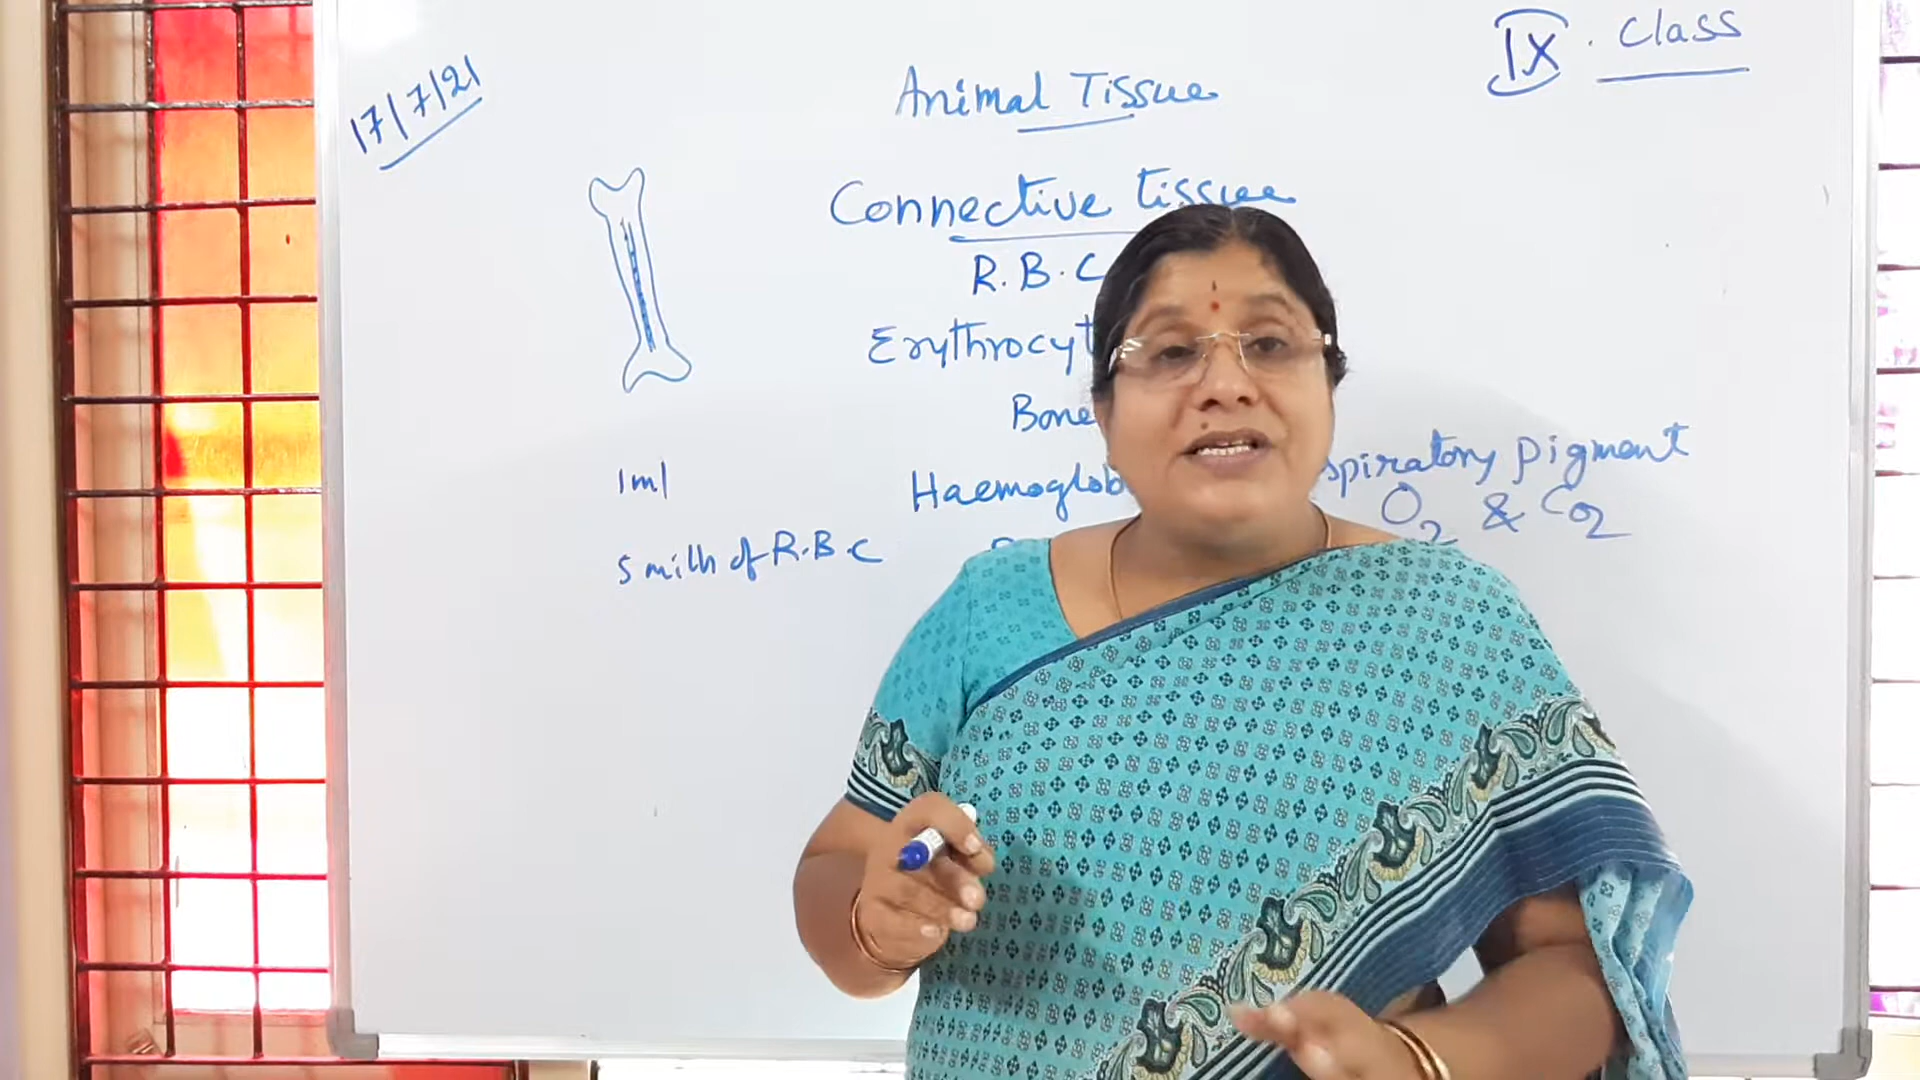 IX. Class
17/7/21
Animal Tissue
Connective tissue
R.B.C
Erythrocyt
Bone
1ml
Haemoglob spiratory pigment
O2 & CO2
5 mill of R.B.C